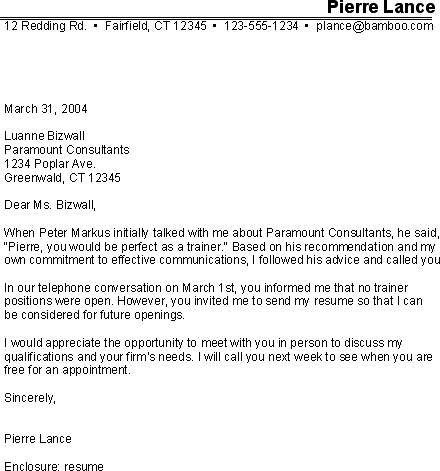 Pierre Lance
12 Redding Rd. • Fairfield, CT 12345 • 123-555-1234 • plance@bamboo.com
March 31, 2004
Luanne Bizwall
Paramount Consultants
1234 Poplar Ave.
Greenwald, CT 12345
Dear Ms. Bizwall,
When Peter Markus initially talked with me about Paramount Consultants, he said,
"Pierre, you would be perfect as a trainer." Based on his recommendation and my
own commitment to effective communications, I followed his advice and called you
In our telephone conversation on March 1st, you informed me that no trainer
positions were open. However, you invited me to send my resume so that I can
be considered for future openings.
I would appreciate the opportunity to meet with you in person to discuss my
qualifications and your firm's needs. I will call you next week to see when you are
free for an appointment.
Sincerely,
Pierre Lance
Enclosure: resume